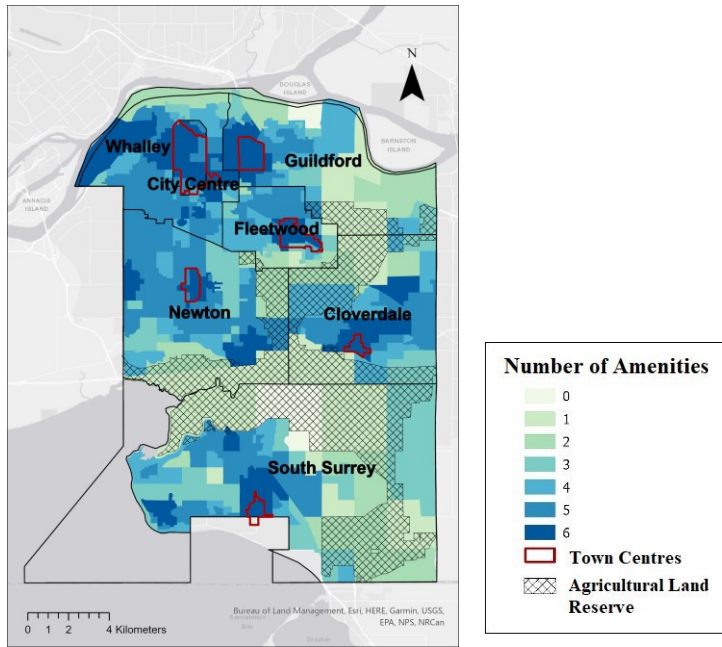 N
DOUGLAS
ISLAND
BARNSTON
ISLAND
Whalley
Guildford
City Centre
ANNACIS
ISLAND
Fleetwood
Newton
Cloverdale
South Surrey
Bureau of Land Management, Esri, HERE, Garmin, USGS,
EPA, NPS, NRCan
0 1 2 4 Kilometers
Number of Amenities
0
1
2
3
4
5
6
Town Centres
Agricultural Land
Reserve